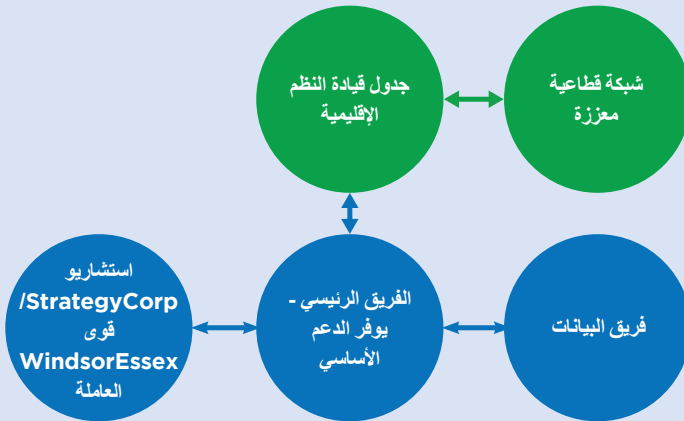 شبكة قطاعية
معززة
جدول قيادة النظم
الإقليمية
فريق البيانات
الفريق الرئيسي -
يوفر الدعم
الأساسي
استشاريو
StrategyCorp/
قوى
WindsorEssex
العاملة